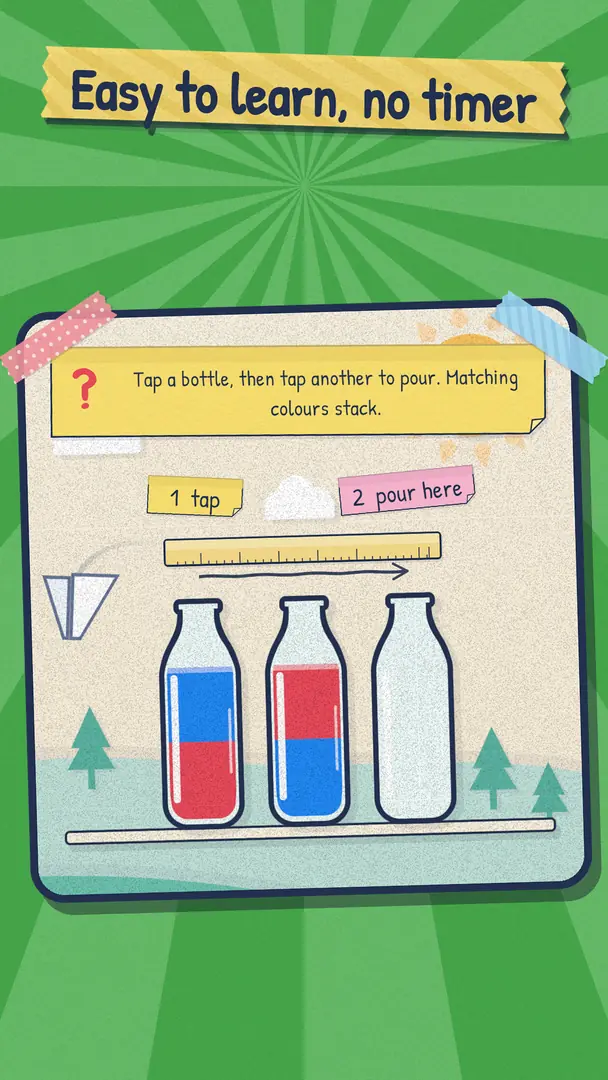 Easy to learn, no timer
? Tap a bottle, then tap another to pour. Matching
colours stack.
1 tap
2 pour here